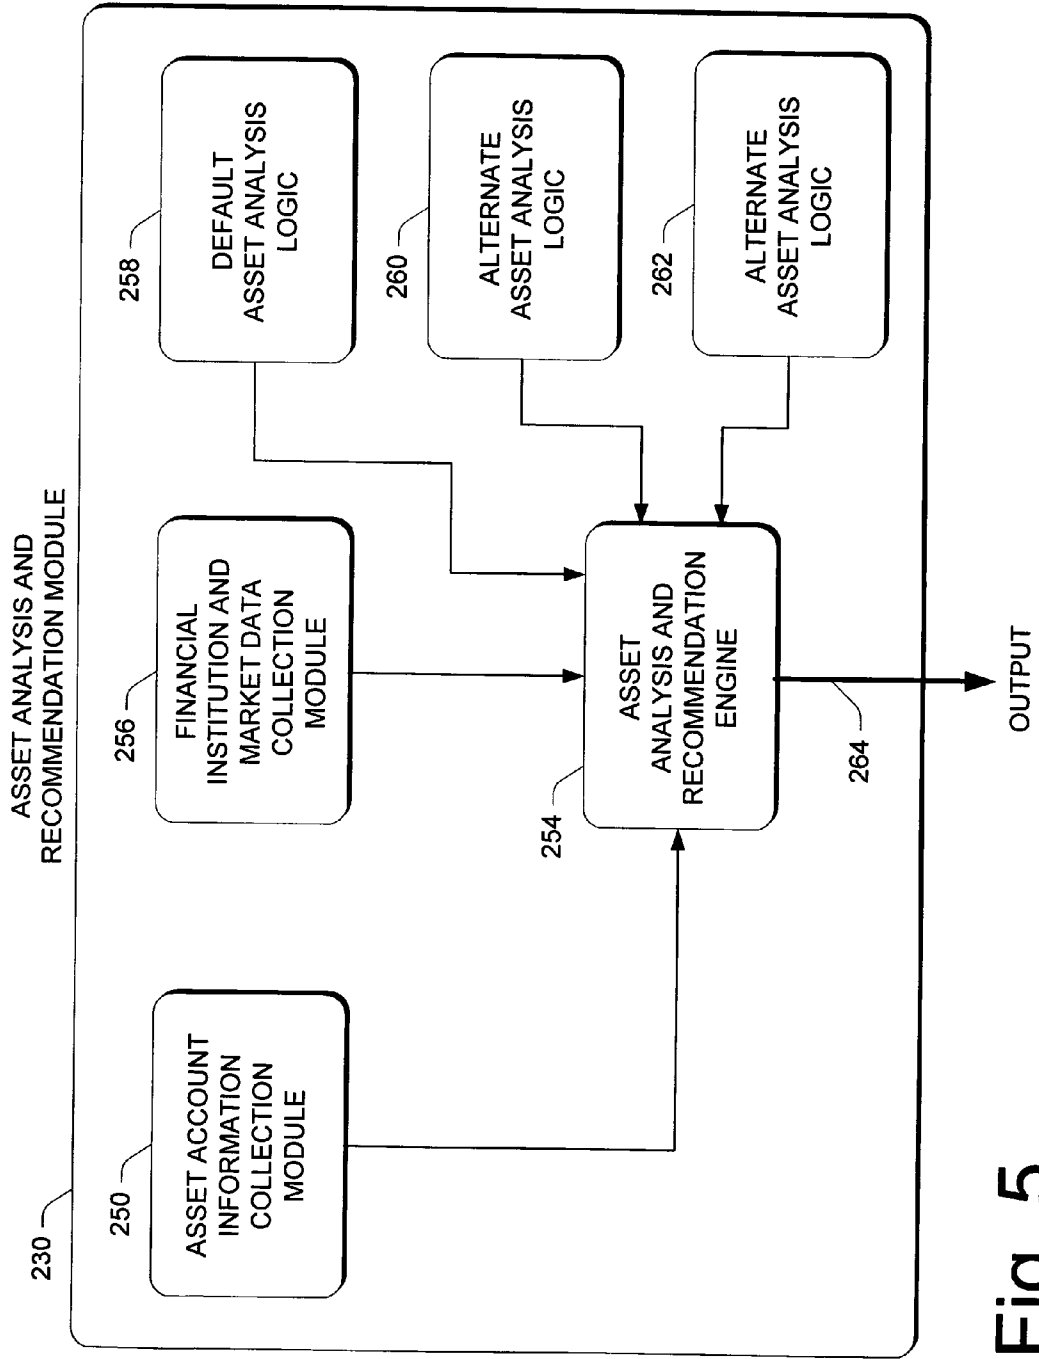 ASSET ANALYSIS AND
RECOMMENDATION MODULE
230
250
ASSET ACCOUNT
INFORMATION
COLLECTION
MODULE
256
FINANCIAL
INSTITUTION AND
MARKET DATA
COLLECTION
MODULE
258
DEFAULT
ASSET ANALYSIS
LOGIC
260
ALTERNATE
ASSET ANALYSIS
LOGIC
262
ALTERNATE
ASSET ANALYSIS
LOGIC
254
ASSET
ANALYSIS AND
RECOMMENDATION
ENGINE
264
OUTPUT
Fig. 5